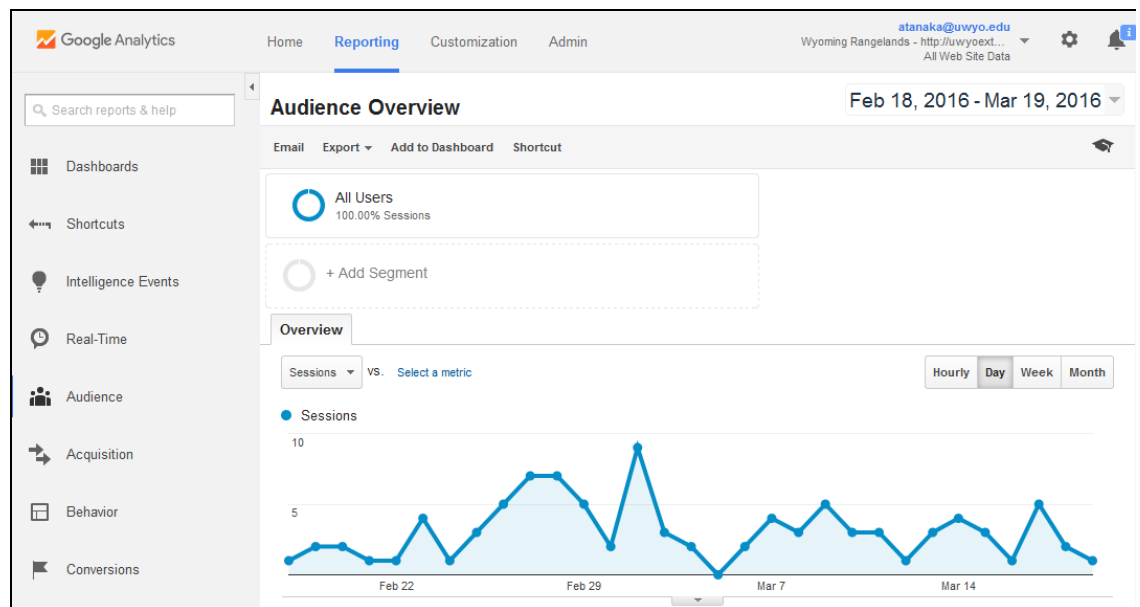 Google Analytics
Home Reporting Customization Admin
atanaka@uwyo.edu
Wyoming Rangelands - http://uwyoext...
All Web Site Data
i
Search reports & help
Dashboards
Shortcuts
Intelligence Events
Real-Time
Audience
Acquisition
Behavior
Conversions
Audience Overview
Feb 18, 2016 - Mar 19, 2016
Email Export Add to Dashboard Shortcut
All Users
100.00% Sessions
+ Add Segment
Overview
Sessions VS. Select a metric
Hourly Day Week Month
Sessions
10
5
Feb 22 Feb 29 Mar 7 Mar 14